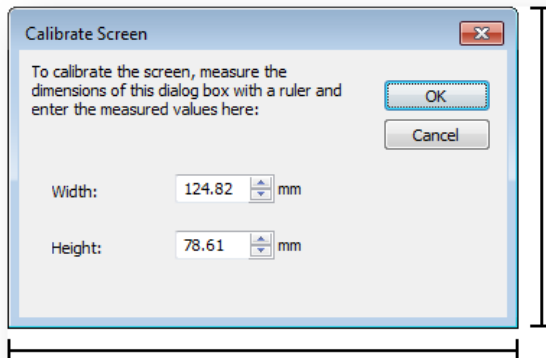 Calibrate Screen
To calibrate the screen, measure the
dimensions of this dialog box with a ruler and
enter the measured values here:
OK
Cancel
Width: 124.82 mm
Height: 78.61 mm